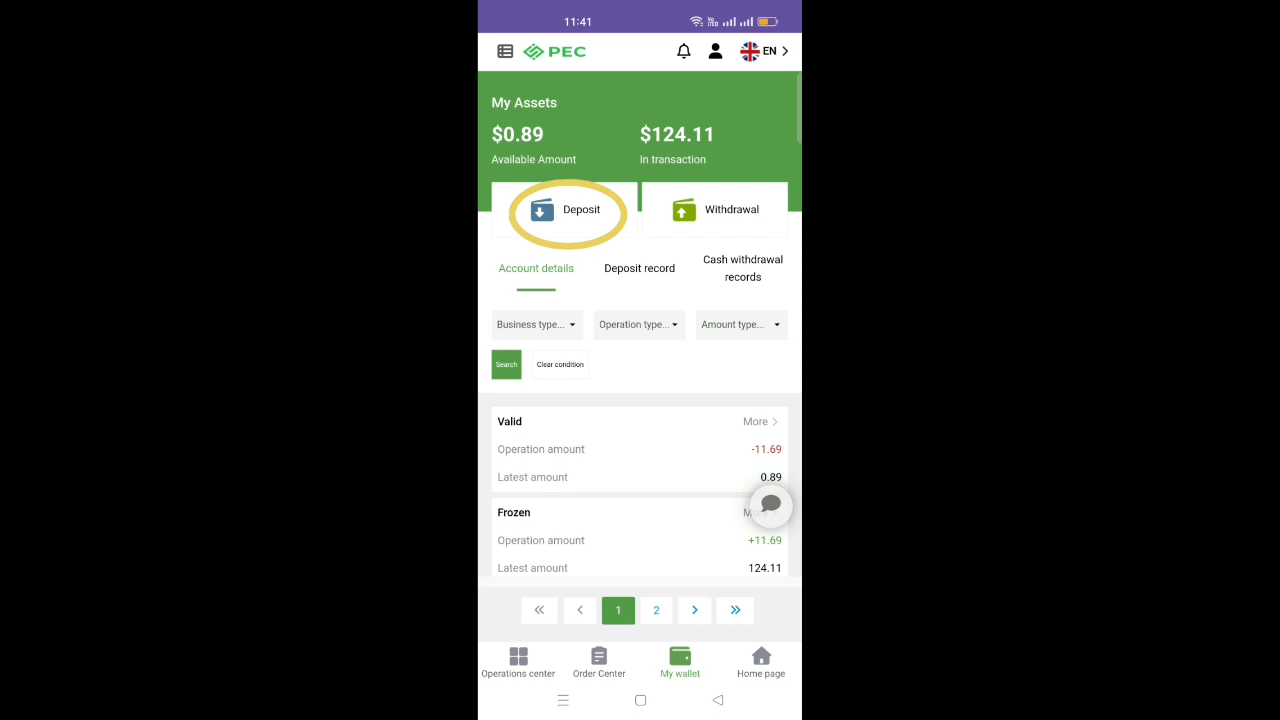 11:41
PEC
EN
My Assets
$0.89
$124.11
Available Amount
In transaction
Deposit
Withdrawal
Account details
Deposit record
Cash withdrawal
records
Business type...
Operation type...
Amount type...
Search
Clear condition
Valid
More
Operation amount
-11.69
Latest amount
0.89
Frozen
Operation amount
+11.69
Latest amount
124.11
1
2
Operations center
Order Center
My wallet
Home page